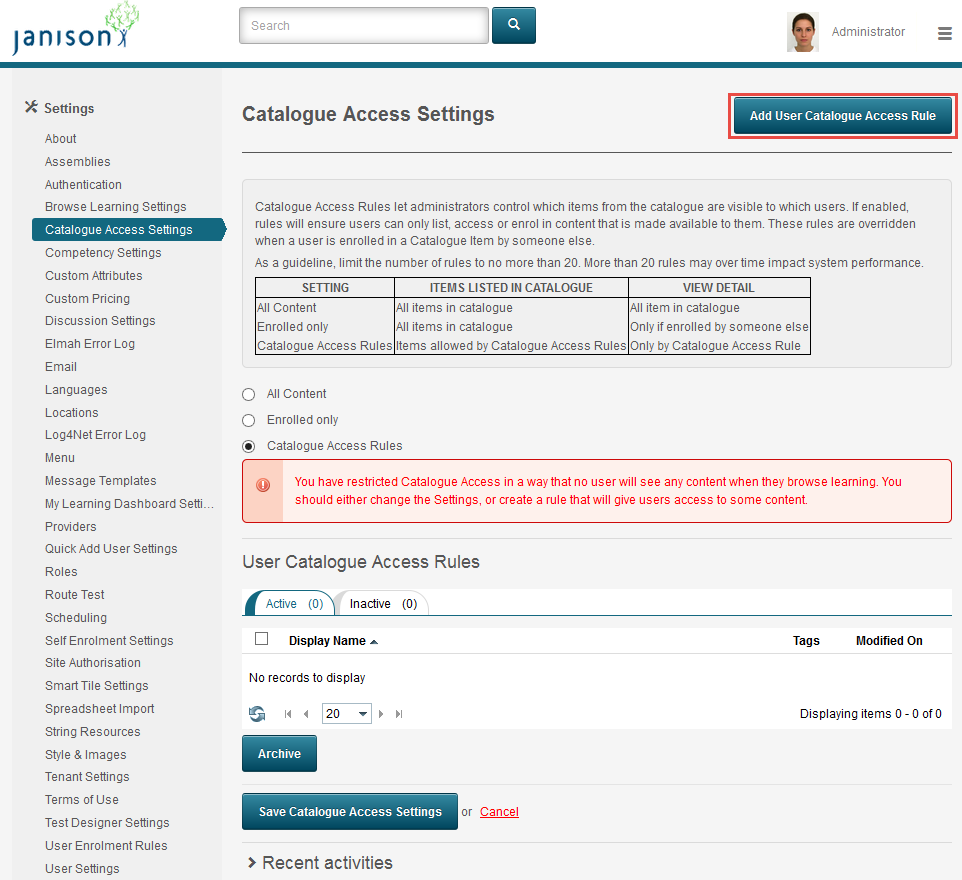 janison
Search
Administrator
Settings
About
Assemblies
Authentication
Browse Learning Settings
Catalogue Access Settings
Competency Settings
Custom Attributes
Custom Pricing
Discussion Settings
Elmah Error Log
Email
Languages
Locations
Log4Net Error Log
Menu
Message Templates
My Learning Dashboard Setti...
Providers
Quick Add User Settings
Roles
Route Test
Scheduling
Self Enrolment Settings
Site Authorisation
Smart Tile Settings
Spreadsheet Import
String Resources
Style & Images
Tenant Settings
Terms of Use
Test Designer Settings
User Enrolment Rules
User Settings
Catalogue Access Settings
Add User Catalogue Access Rule
Catalogue Access Rules let administrators control which items from the catalogue are visible to which users. If enabled,
rules will ensure users can only list, access or enrol in content that is made available to them. These rules are overridden
when a user is enrolled in a Catalogue Item by someone else.
As a guideline, limit the number of rules to no more than 20. More than 20 rules may over time impact system performance.
SETTING ITEMS LISTED IN CATALOGUE VIEW DETAIL
All Content All items in catalogue All item in catalogue
Enrolled only All items in catalogue Only if enrolled by someone else
Catalogue Access Rules Items allowed by Catalogue Access Rules Only by Catalogue Access Rule
All Content
Enrolled only
Catalogue Access Rules
You have restricted Catalogue Access in a way that no user will see any content when they browse learning. You
should either change the Settings, or create a rule that will give users access to some content.
User Catalogue Access Rules
Active (0) Inactive (0)
Display Name Tags Modified On
No records to display
20 Displaying items 0 - 0 of 0
Archive
Save Catalogue Access Settings or Cancel
Recent activities